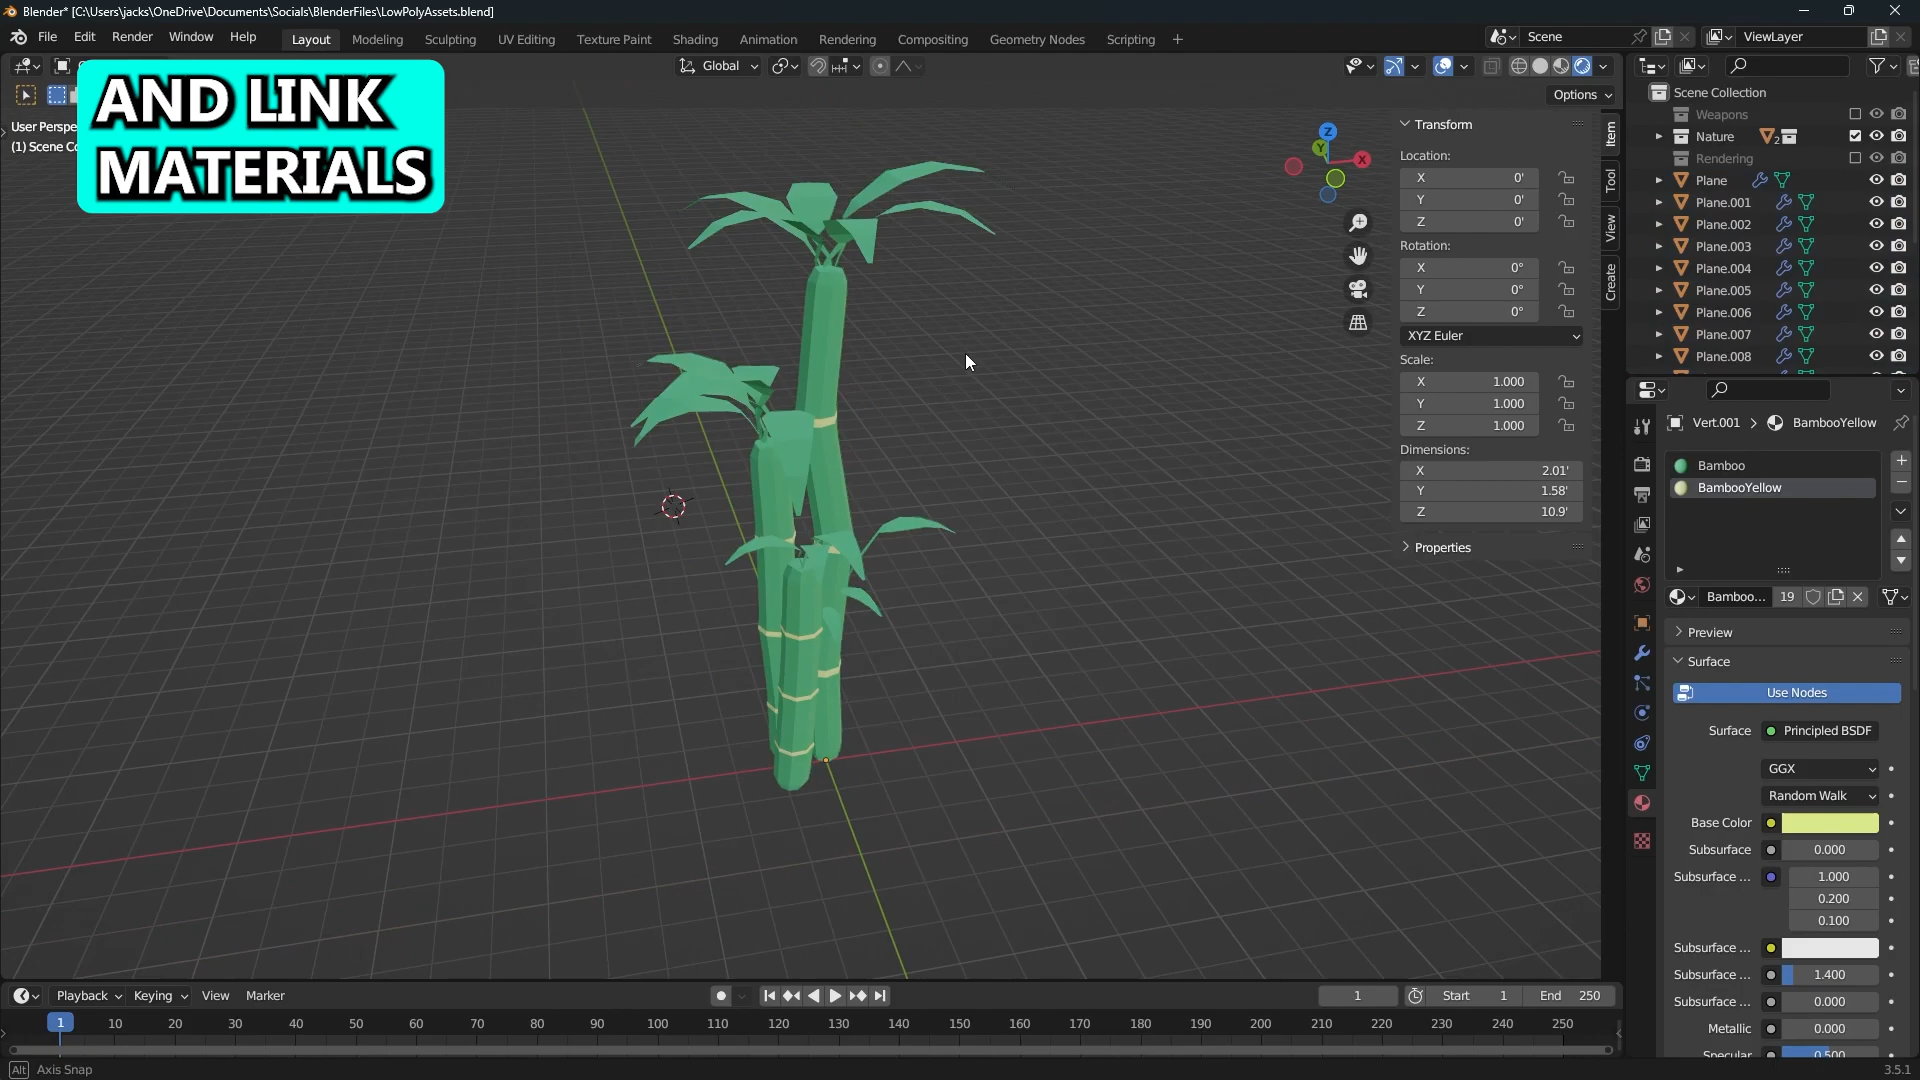 Blender* [C:\Users\jacks\OneDrive\Documents\Socials\BlenderFiles\LowPolyAssets.blend]
File Edit Render Window Help Layout Modeling Sculpting UV Editing Texture Paint Shading Animation Rendering Compositing Geometry Nodes Scripting + Scene ViewLayer
Global
Options
AND LINK
MATERIALS
User Perspe
(1) Scene Co
Z
Y
X
Transform
Location:
X 0'
Y 0'
Z 0'
Rotation:
X 0°
Y 0°
Z 0°
XYZ Euler
Scale:
X 1.000
Y 1.000
Z 1.000
Dimensions:
X 2.01'
Y 1.58'
Z 10.9'
Properties
Item
Tool
View
Create
Scene Collection
Weapons
Nature 2
Rendering
Plane
Plane.001
Plane.002
Plane.003
Plane.004
Plane.005
Plane.006
Plane.007
Plane.008
Vert.001 > BambooYellow
Bamboo
BambooYellow
Bamboo... 19
Preview
Surface
Use Nodes
Surface Principled BSDF
GGX
Random Walk
Base Color
Subsurface 0.000
Subsurface ... 1.000
0.200
0.100
Subsurface ...
Subsurface ... 1.400
Subsurface ... 0.000
Metallic 0.000
Specular 0.500
Playback Keying View Marker 1 Start 1 End 250
1 10 20 30 40 50 60 70 80 90 100 110 120 130 140 150 160 170 180 190 200 210 220 230 240 250
Alt Axis Snap
3.5.1